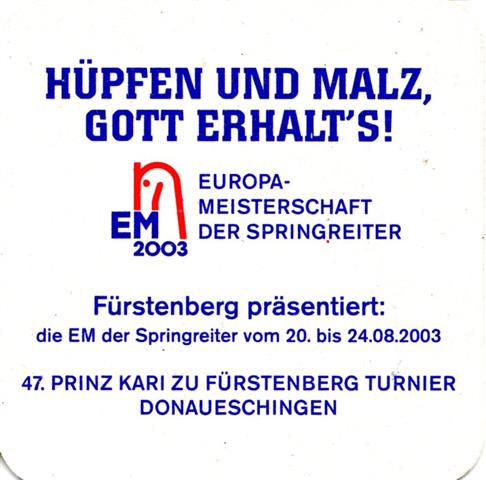 HÜPFEN UND MALZ,
GOTT ERHALT'S!
EM
2003
EUROPA-
MEISTERSCHAFT
DER SPRINGREITER
Fürstenberg präsentiert:
die EM der Springreiter vom 20. bis 24.08.2003
47. PRINZ KARI ZU FÜRSTENBERG TURNIER
DONAUESCHINGEN